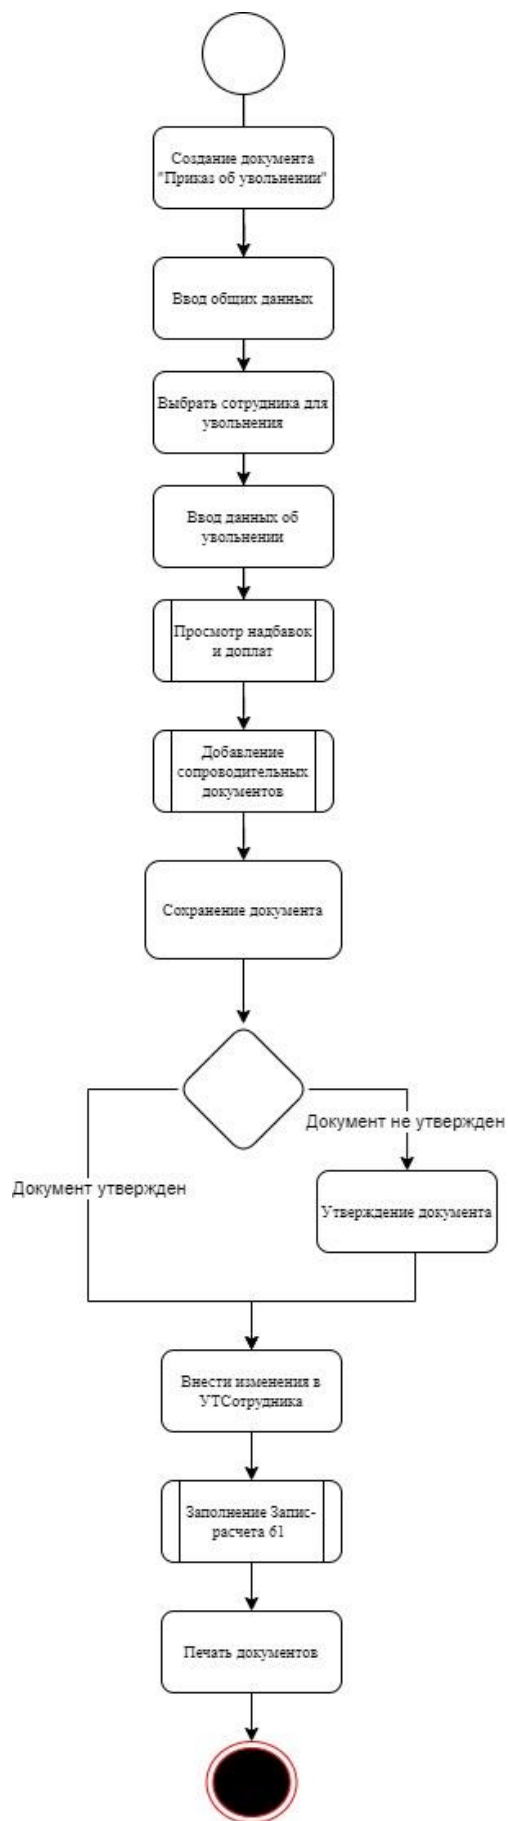 Создание документа
"Приказ об увольнении"
Ввод общих данных
Выбрать сотрудника для
увольнения
Ввод данных об
увольнении
Просмотр надбавок
и доплат
Добавление
сопроводительных
документов
Сохранение документа
Документ не утвержден
Документ утвержден
Утверждение документа
Внести изменения в
УТСотрудника
Заполнение Запис-
расчета 61
Печать документов